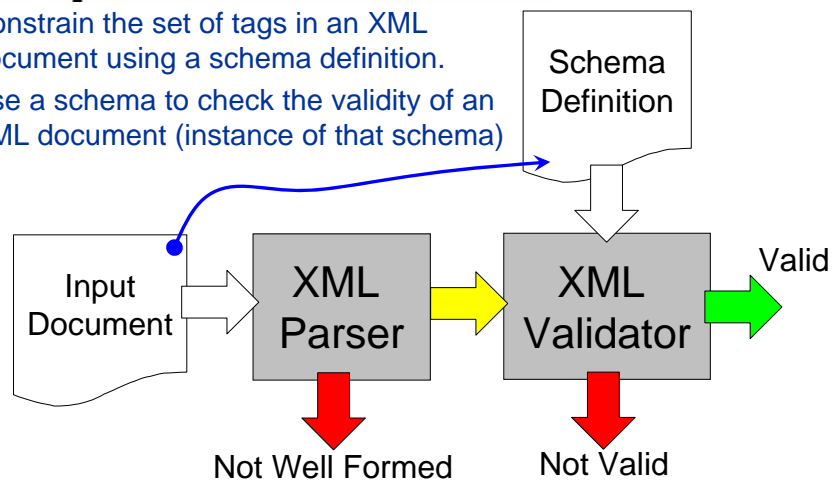 onstrain the set of tags in an XML
ocument using a schema definition.
se a schema to check the validity of an
ML document (instance of that schema)
Schema
Definition
Input
Document
XML
Parser
XML
Validator
Valid
Not Well Formed
Not Valid